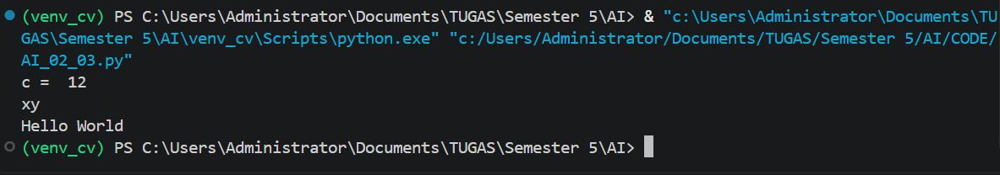 (venv_cv) PS C:\Users\Administrator\Documents\TUGAS\Semester 5\AI> & "c:\Users\Administrator\Documents\TU
GAS\Semester 5\AI\venv_cv\Scripts\python.exe" "c:/Users/Administrator/Documents/TUGAS/Semester 5/AI/CODE/
AI_02_03.py"
c =  12
xy
Hello World
(venv_cv) PS C:\Users\Administrator\Documents\TUGAS\Semester 5\AI>